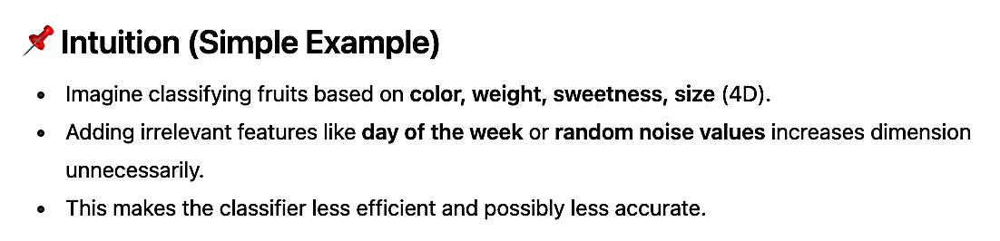 📌 Intuition (Simple Example)
• Imagine classifying fruits based on color, weight, sweetness, size (4D).
• Adding irrelevant features like day of the week or random noise values increases dimension
unnecessarily.
• This makes the classifier less efficient and possibly less accurate.